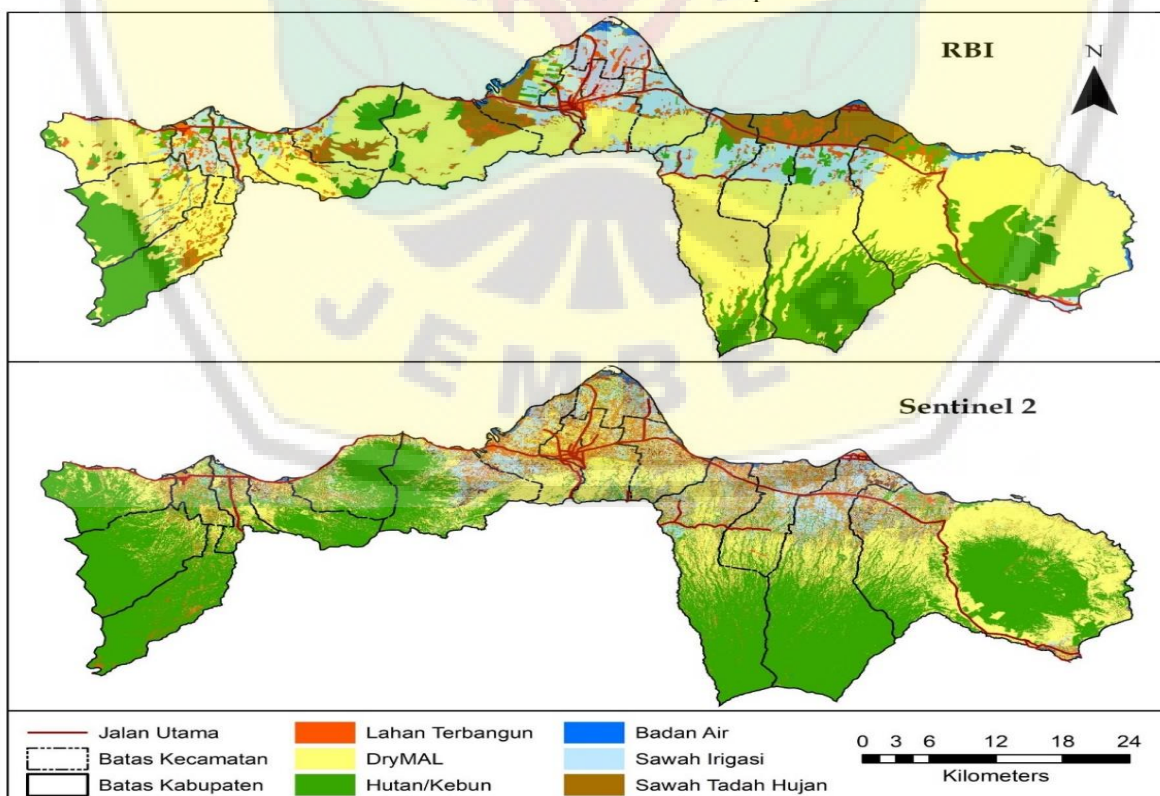 RBI
N
JEMBER
Sentinel 2
Jalan Utama
Batas Kecamatan
Batas Kabupaten
Lahan Terbangun
DryMAL
Hutan/Kebun
Badan Air
Sawah Irigasi
Sawah Tadah Hujan
0 3 6 12 18 24
Kilometers